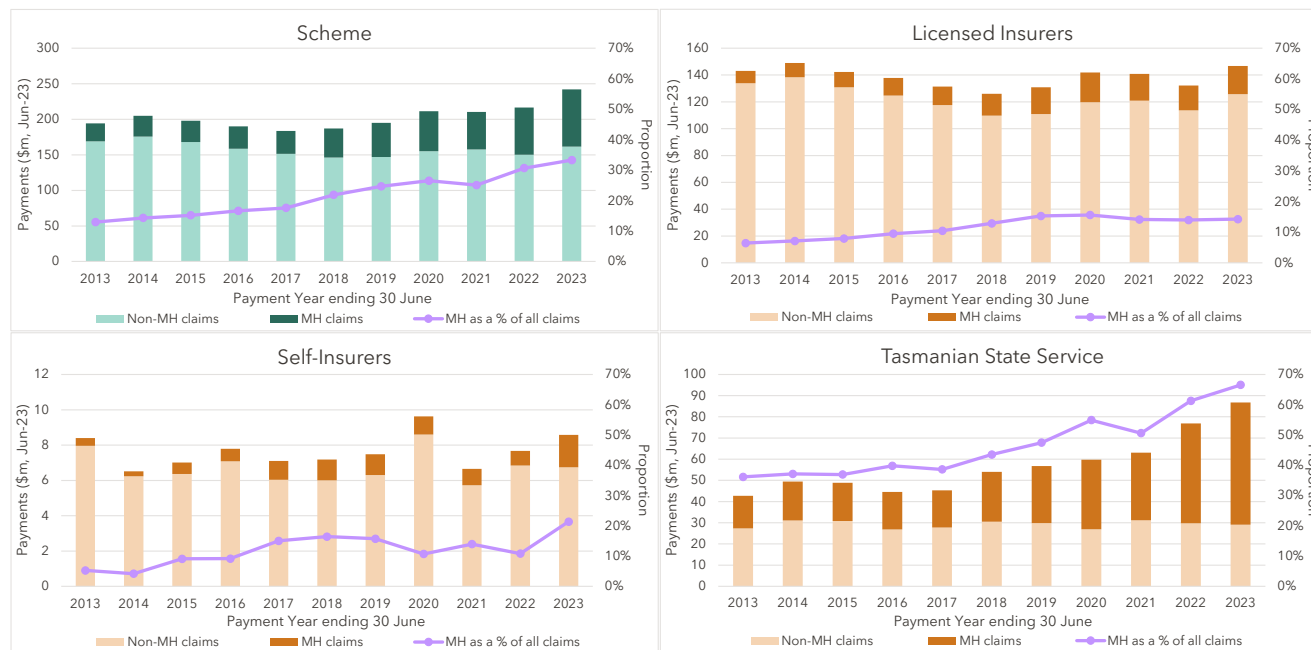 Scheme
Payments ($m, Jun-23)
300
250
200
150
100
50
0
70%
60%
50%
40%
30%
20%
10%
0%
Proportion
2013 2014 2015 2016 2017 2018 2019 2020 2021 2022 2023
Payment Year ending 30 June
Non-MH claims MH claims MH as a % of all claims
Licensed Insurers
Payments ($m, Jun-23)
160
140
120
100
80
60
40
20
0
70%
60%
50%
40%
30%
20%
10%
0%
Proportion
2013 2014 2015 2016 2017 2018 2019 2020 2021 2022 2023
Payment Year ending 30 June
Non-MH claims MH claims MH as a % of all claims
Self-Insurers
Payments ($m, Jun-23)
12
10
8
6
4
2
0
70%
60%
50%
40%
30%
20%
10%
0%
Proportion
2013 2014 2015 2016 2017 2018 2019 2020 2021 2022 2023
Payment Year ending 30 June
Non-MH claims MH claims MH as a % of all claims
Tasmanian State Service
Payments ($m, Jun-23)
100
90
80
70
60
50
40
30
20
10
0
70%
60%
50%
40%
30%
20%
10%
0%
Proportion
2013 2014 2015 2016 2017 2018 2019 2020 2021 2022 2023
Payment Year ending 30 June
Non-MH claims MH claims MH as a % of all claims